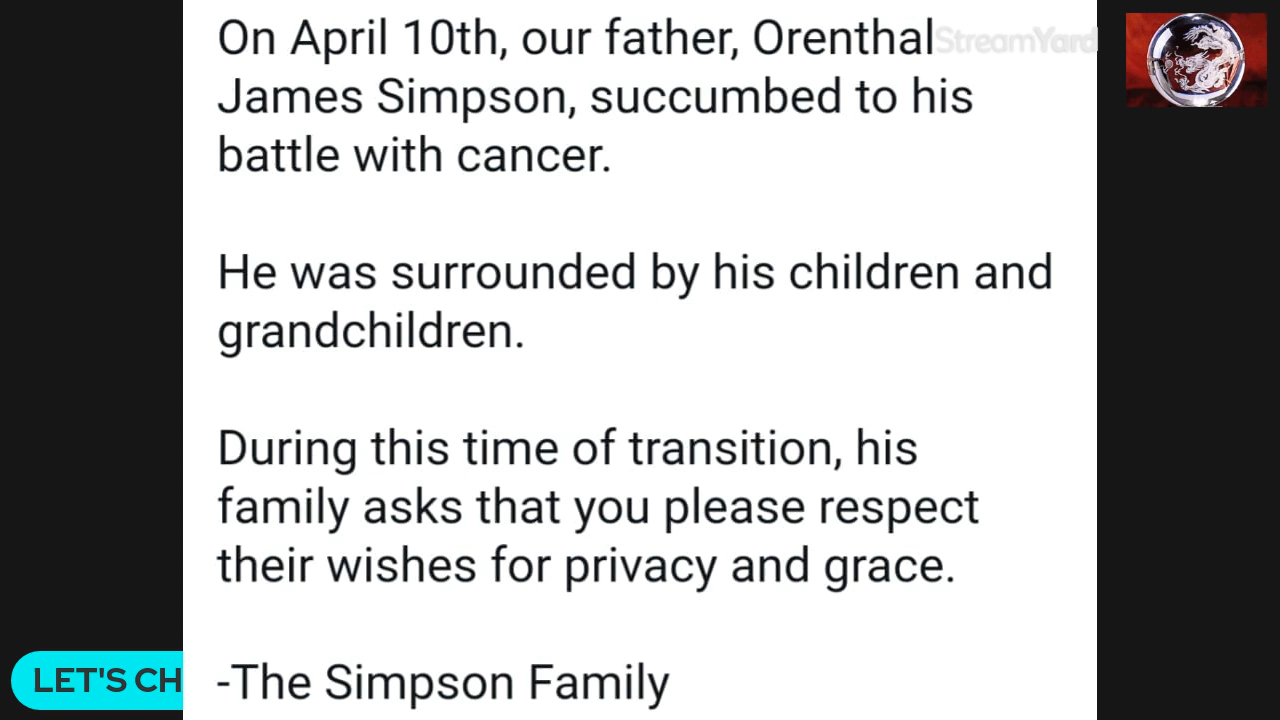 On April 10th, our father, Orenthal
StreamYard
James Simpson, succumbed to his
battle with cancer.
He was surrounded by his children and
grandchildren.
During this time of transition, his
family asks that you please respect
their wishes for privacy and grace.
LET'S CH
-The Simpson Family